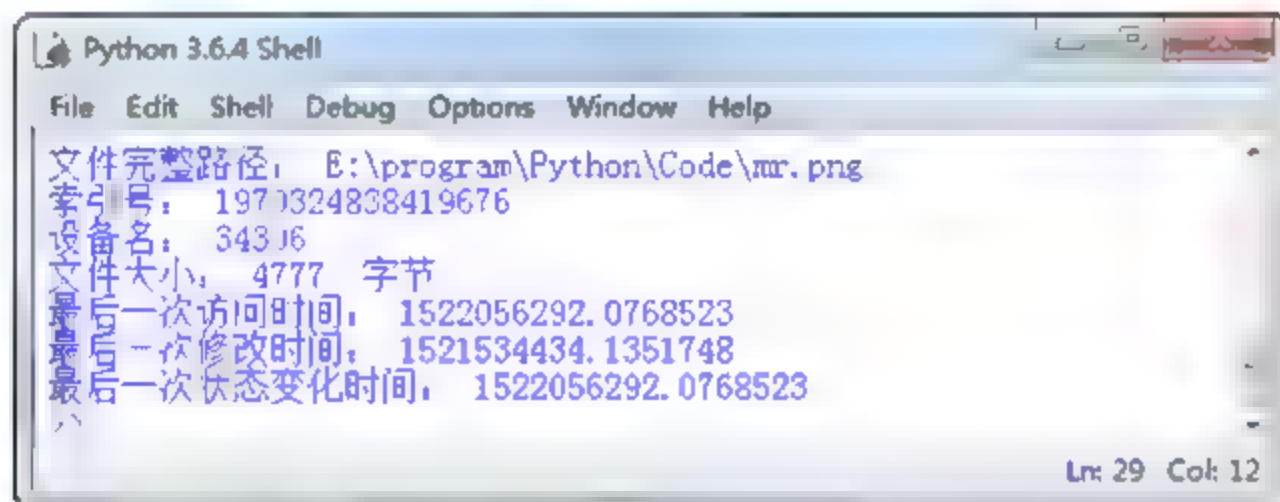 Python 3.6.4 Shell
File Edit Shell Debug Options Window Help
文件完整路径: E:\program\Python\Code\mr.png
索引号:
设备名:
文件大小: 4777 字节
最后一次访问时间: 1522056292.0768523
最后一次修改时间: 1521534434.1351748
最后一次状态变化时间: 1522056292.0768523
Ln: 29 Col: 12